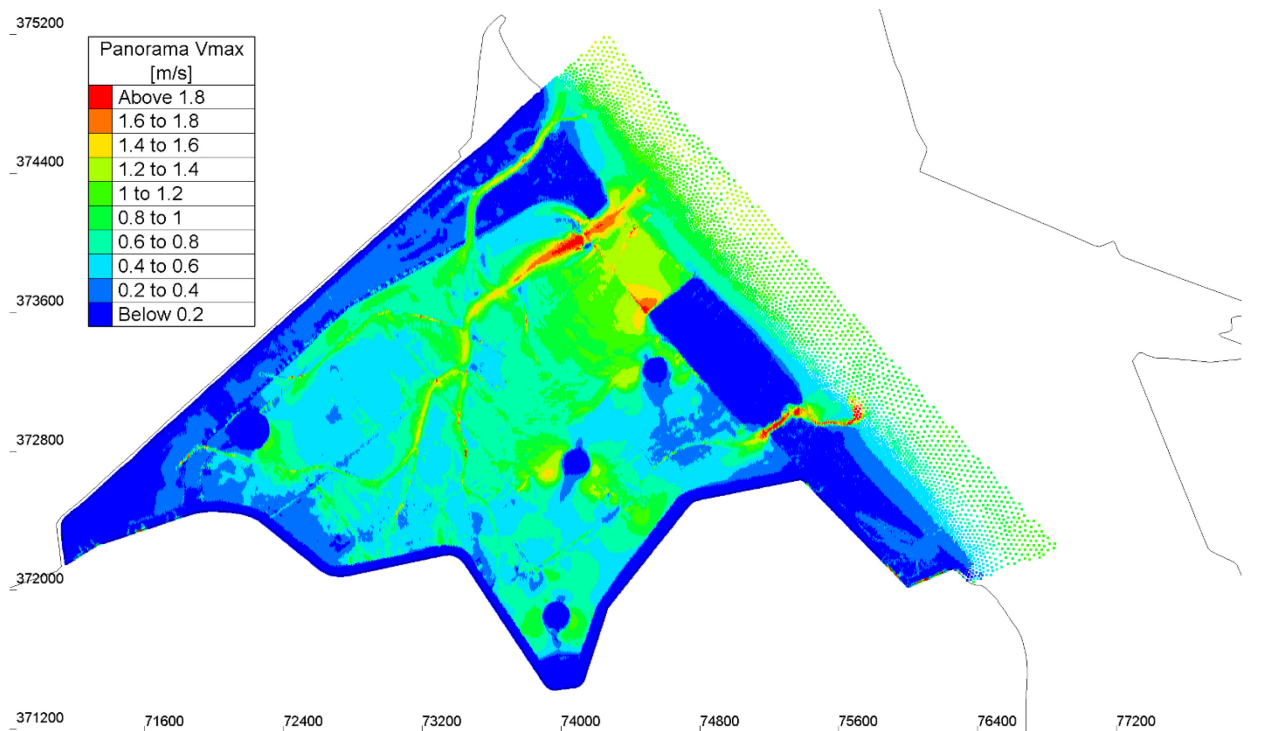 375200
Panorama Vmax
[m/s]
Above 1.8
1.6 to 1.8
1.4 to 1.6
1.2 to 1.4
1 to 1.2
0.8 to 1
0.6 to 0.8
0.4 to 0.6
0.2 to 0.4
Below 0.2
374400
373600
372800
372000
371200
71600
72400
73200
74000
74800
75600
76400
77200